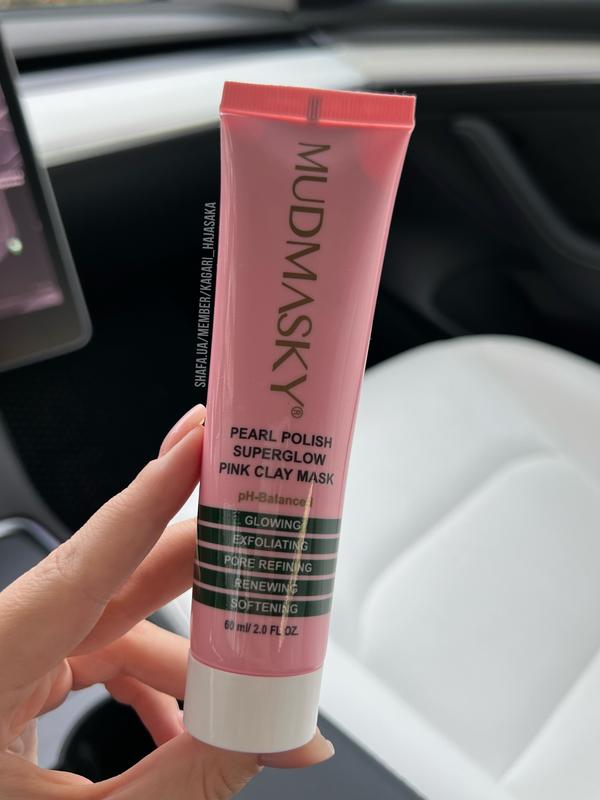 MUDMASKY®
PEARL POLISH
SUPERGLOW
PINK CLAY MASK
pH-Balanced
GLOWING
EXFOLIATING
PORE REFINING
RENEWING
SOFTENING
60 ml/ 2.0 FL.OZ.
SHAFA.UA/MEMBER/KAGARI_HAJASAKA